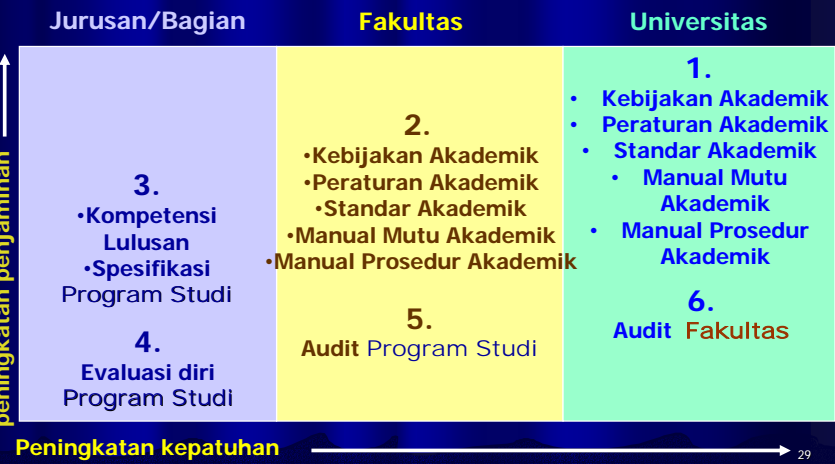 Jurusan/Bagian
Fakultas
Universitas
peningkatan penjaminan
3.
•Kompetensi
Lulusan
•Spesifikasi
Program Studi
4.
Evaluasi diri
Program Studi
2.
•Kebijakan Akademik
•Peraturan Akademik
•Standar Akademik
•Manual Mutu Akademik
•Manual Prosedur Akademik
5.
Audit Program Studi
1.
• Kebijakan Akademik
• Peraturan Akademik
• Standar Akademik
• Manual Mutu
Akademik
• Manual Prosedur
Akademik
6.
Audit Fakultas
Peningkatan kepatuhan
29